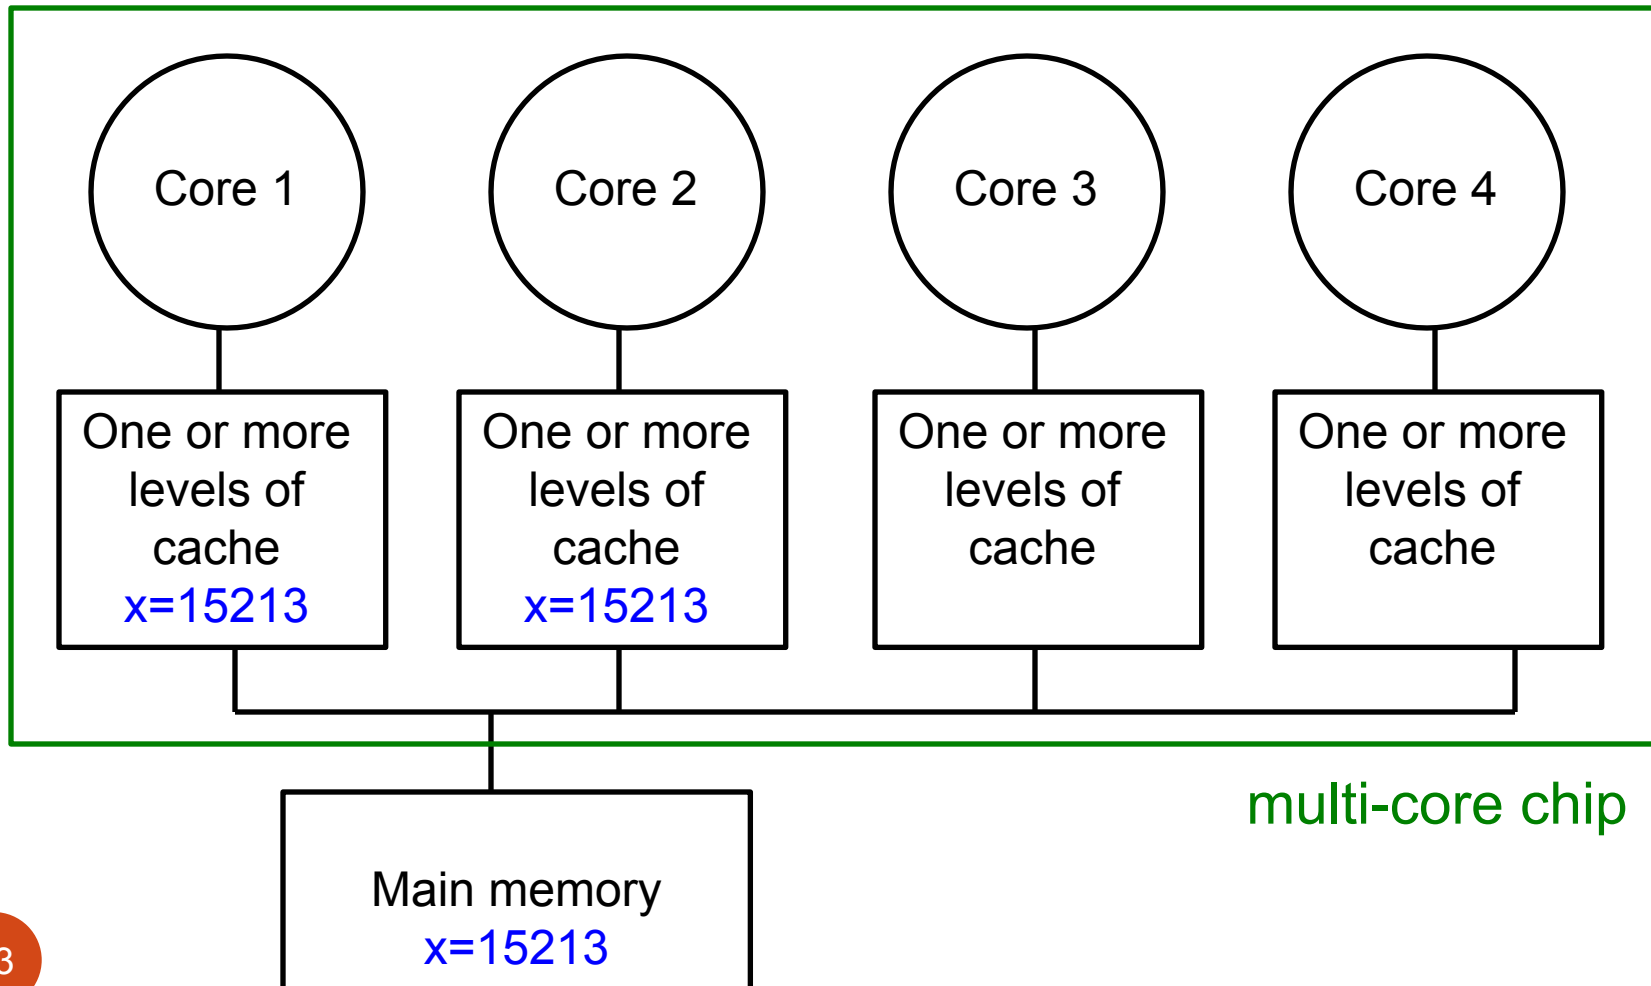 Core 1
Core 2
Core 3
Core 4
One or more
levels of
cache
x=15213
One or more
levels of
cache
x=15213
One or more
levels of
cache
One or more
levels of
cache
multi-core chip
Main memory
x=15213
3